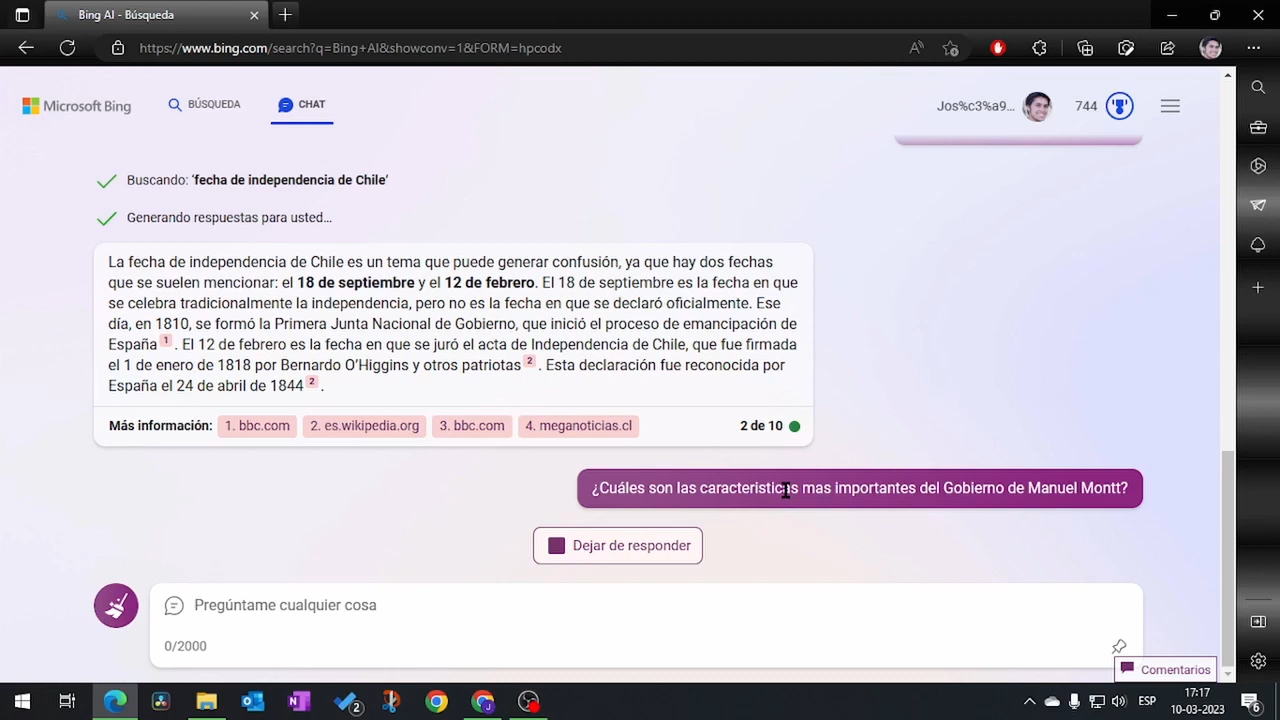 Bing AI - Búsqueda
https://www.bing.com/search?q=Bing+AI&showconv=1&FORM=hpcodx
Microsoft Bing
BÚSQUEDA
CHAT
Jos%c3%a9...
744
Buscando: ‘fecha de independencia de Chile’
Generando respuestas para usted...
La fecha de independencia de Chile es un tema que puede generar confusión, ya que hay dos fechas
que se suelen mencionar: el 18 de septiembre y el 12 de febrero. El 18 de septiembre es la fecha en que
se celebra tradicionalmente la independencia, pero no es la fecha en que se declaró oficialmente. Ese
día, en 1810, se formó la Primera Junta Nacional de Gobierno, que inició el proceso de emancipación de
España 1 . El 12 de febrero es la fecha en que se juró el acta de Independencia de Chile, que fue firmada
el 1 de enero de 1818 por Bernardo O’Higgins y otros patriotas 2 . Esta declaración fue reconocida por
España el 24 de abril de 1844 2 .
Más información: 1. bbc.com 2. es.wikipedia.org 3. bbc.com 4. meganoticias.cl 2 de 10
¿Cuáles son las caracteristicas mas importantes del Gobierno de Manuel Montt?
Dejar de responder
Pregúntame cualquier cosa
0/2000
Comentarios
2
ESP
17:17
10-03-2023
6